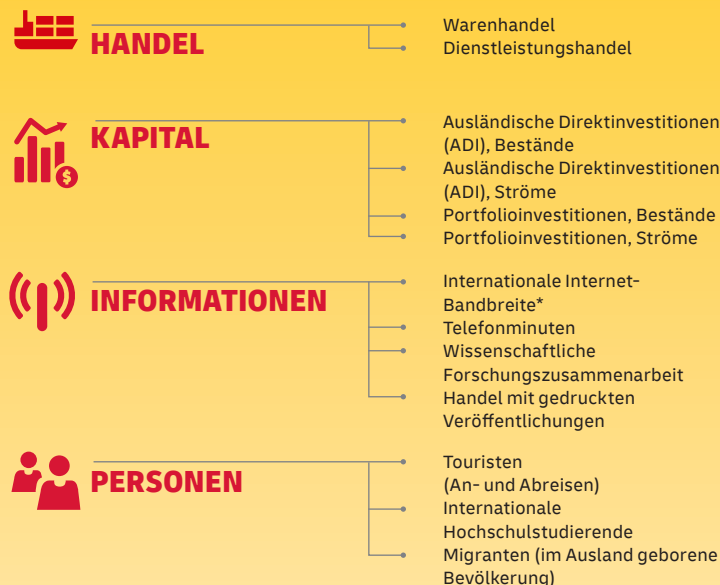 HANDEL
Warenhandel
Dienstleistungshandel
KAPITAL
Ausländische Direktinvestitionen
(ADI), Bestände
Ausländische Direktinvestitionen
(ADI), Ströme
Portfolioinvestitionen, Bestände
Portfolioinvestitionen, Ströme
$
INFORMATIONEN
Internationale Internet-
Bandbreite*
Telefonminuten
Wissenschaftliche
Forschungszusammenarbeit
Handel mit gedruckten
Veröffentlichungen
PERSONEN
Touristen
(An- und Abreisen)
Internationale
Hochschulstudierende
Migranten (im Ausland geborene
Bevölkerung)